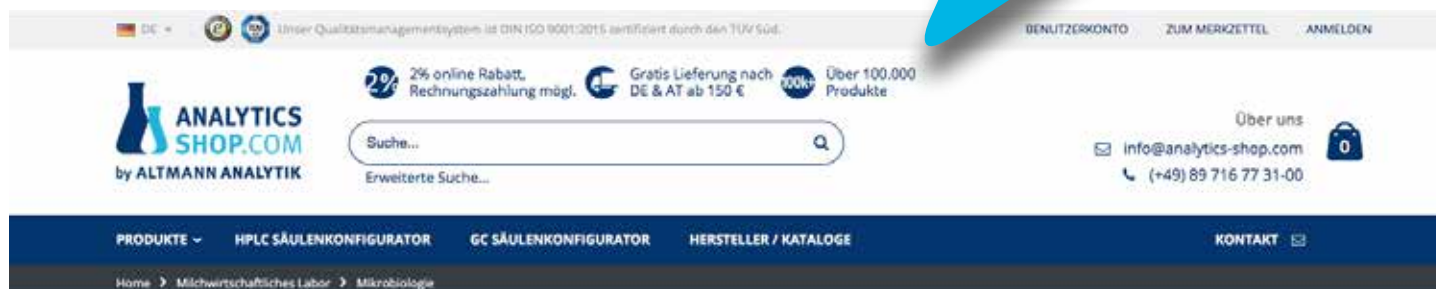 DE
Unser Qualitätsmanagementsystem ist DIN ISO 9001:2015 zertifiziert durch den TÜV Süd.
BENUTZERKONTO ZUM MERKZETTEL ANMELDEN
2% 2% online Rabatt,
Rechnungszahlung mögl.
Gratis Lieferung nach
DE & AT ab 150 €
Über 100.000
Produkte
ANALYTICS
SHOP.COM
by ALTMANN ANALYTIK
Suche...
Erweiterte Suche...
Über uns
info@analytics-shop.com
(+49) 89 716 77 31-00
0
PRODUKTE HPLC SÄULENKONFIGURATOR GC SÄULENKONFIGURATOR HERSTELLER / KATALOGE KONTAKT
Home > Milchwirtschaftliches Labor > Mikrobiologie